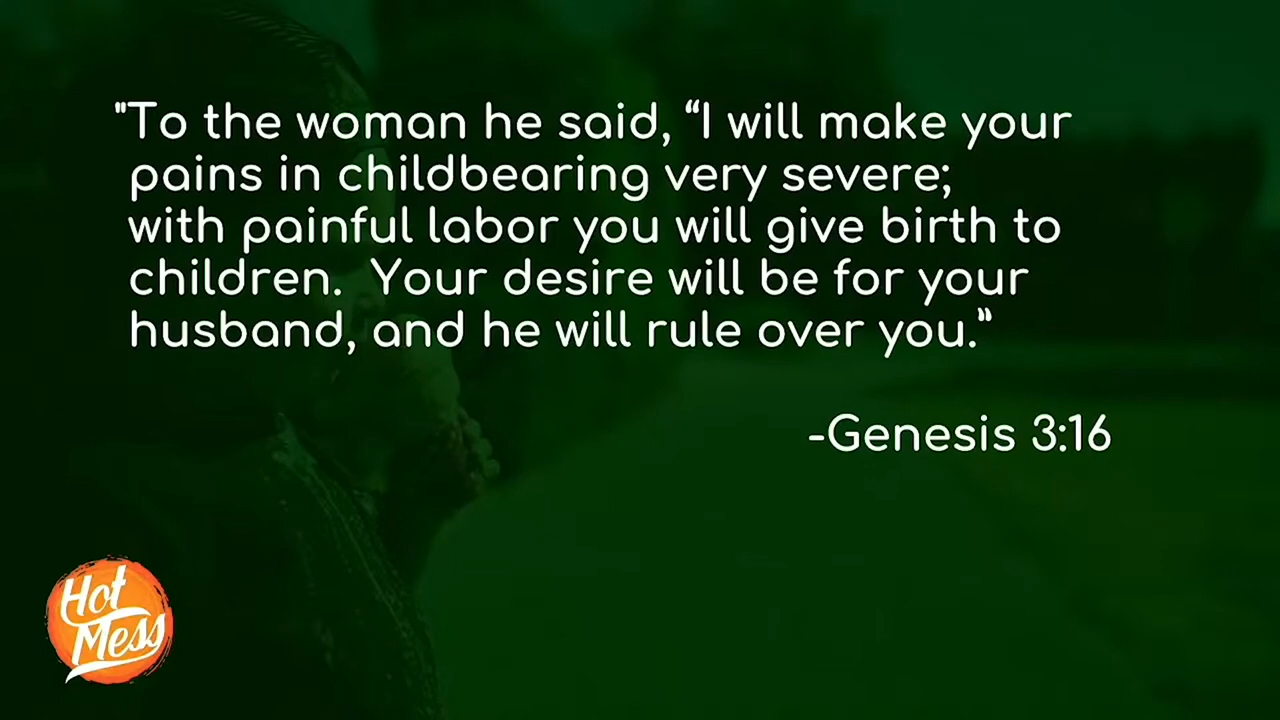 "To the woman he said, “I will make your
pains in childbearing very severe;
with painful labor you will give birth to
children.  Your desire will be for your
husband, and he will rule over you.”
-Genesis 3:16
Hot
Mess